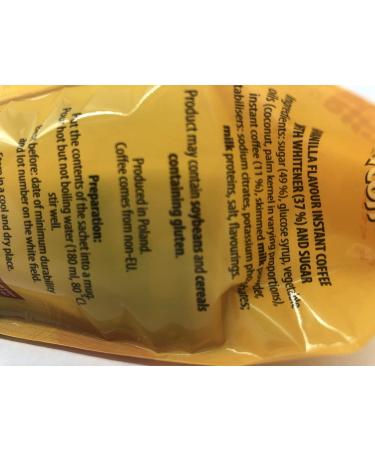 VANILLA FLAVOUR INSTANT COFFEE
WITH WHITENER (37 %) AND SUGAR
Ingredients: sugar (49 %), glucose syrup, vegetable
oils (coconut, palm kernel in varying proportions),
instant coffee (11 %), skimmed milk powder,
stabilisers: sodium citrates, potassium
milk proteins, salt, flavourings.
Product may contain soybeans and cereals
containing gluten.
Produced in Poland.
Coffee comes from non-EU.
Preparation:
Put the contents of the sachet into a mug,
hot but not boiling water (180 ml, 80°C),
stir well.
before: date of minimum durability
and lot number on the white field.
in a cool and dry place.